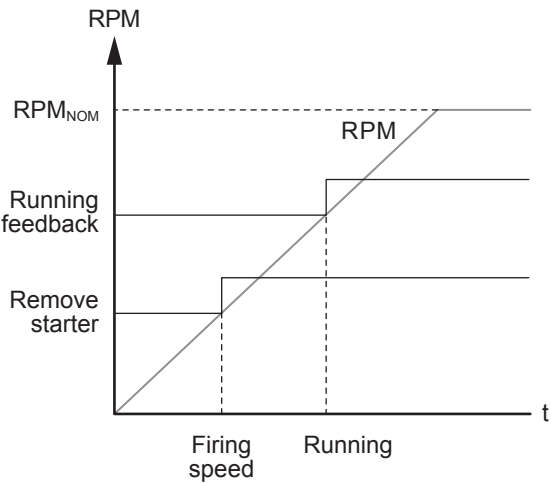 RPM
RPMNOM
RPM
Running
feedback
Remove
starter
t
Firing
speed
Running